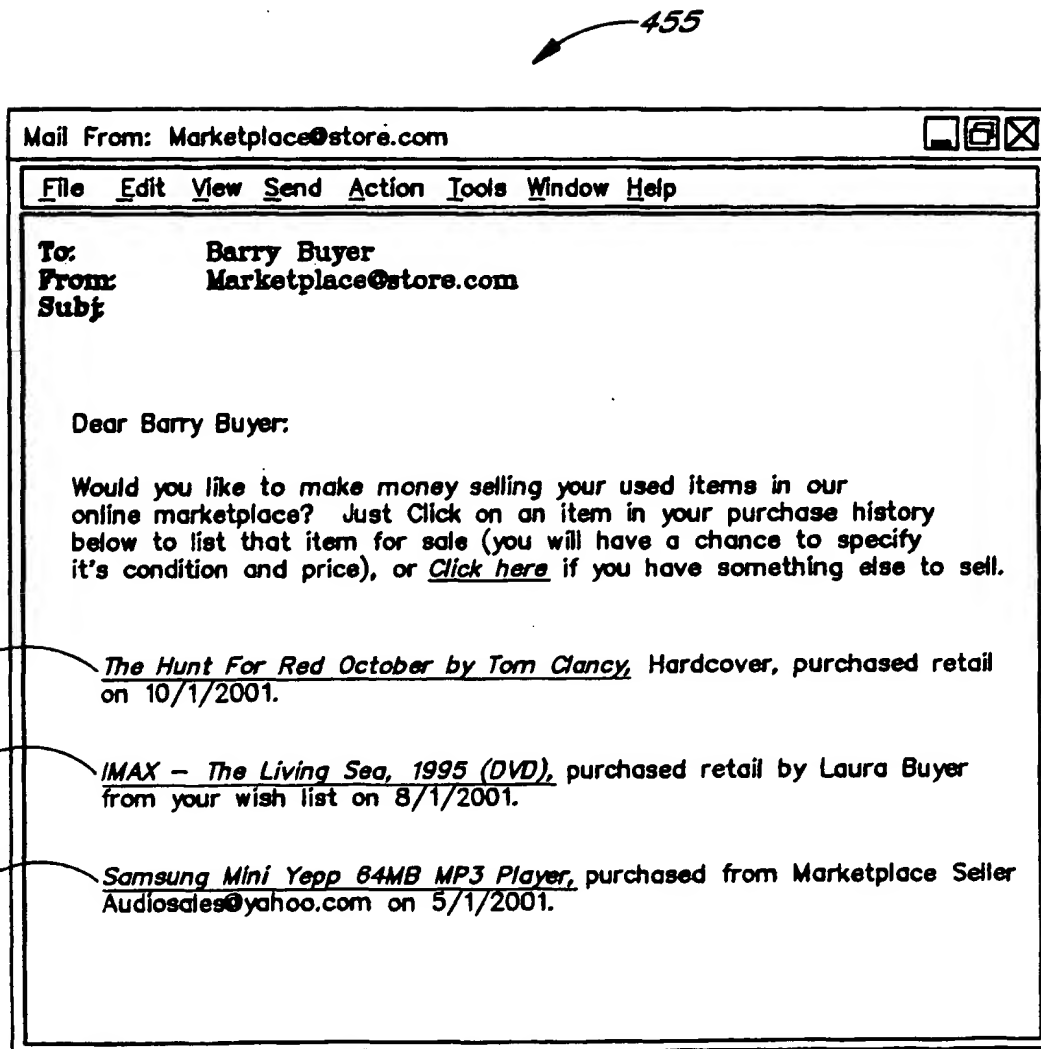 455
Mail From: Marketplace@store.com
File Edit View Send Action Tools Window Help
To: Barry Buyer
From: Marketplace@store.com
Subj:
Dear Barry Buyer:
Would you like to make money selling your used items in our
online marketplace? Just Click on an item in your purchase history
below to list that item for sale (you will have a chance to specify
it's condition and price), or Click here if you have something else to sell.
The Hunt For Red October by Tom Clancy, Hardcover, purchased retail
on 10/1/2001.
IMAX – The Living Sea, 1995 (DVD), purchased retail by Laura Buyer
from your wish list on 8/1/2001.
Samsung Mini Yepp 64MB MP3 Player, purchased from Marketplace Seller
Audiosales@yahoo.com on 5/1/2001.